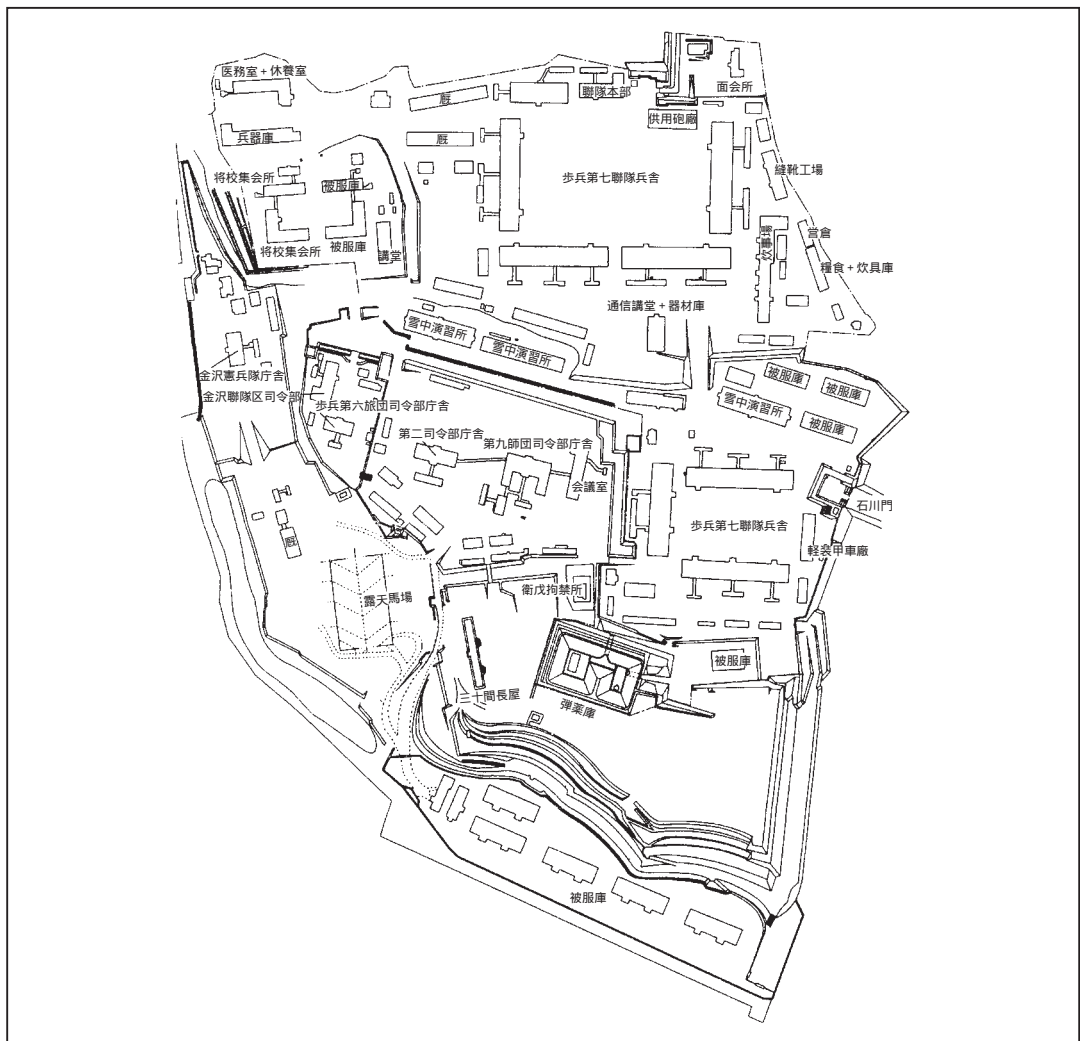 医務室+休養室
厩
聯隊本部
面会所
供用砲廠
兵器庫
厩
縫靴工場
将校集会所
被服庫
歩兵第七聯隊兵舎
営倉
炊事場
将校集会所
被服庫
講堂
糧食+炊具庫
通信講堂+器材庫
雪中演習所
雪中演習所
金沢憲兵隊庁舎
金沢聯隊区司令部
歩兵第六旅団司令部庁舎
被服庫
被服庫
雪中演習所
被服庫
第二司令部庁舎
第九師団司令部庁舎
会議室
石川門
歩兵第七聯隊兵舎
軽装甲車廠
厩
露天馬場
衛戍拘禁所
被服庫
三十間長屋
弾薬庫
被服庫